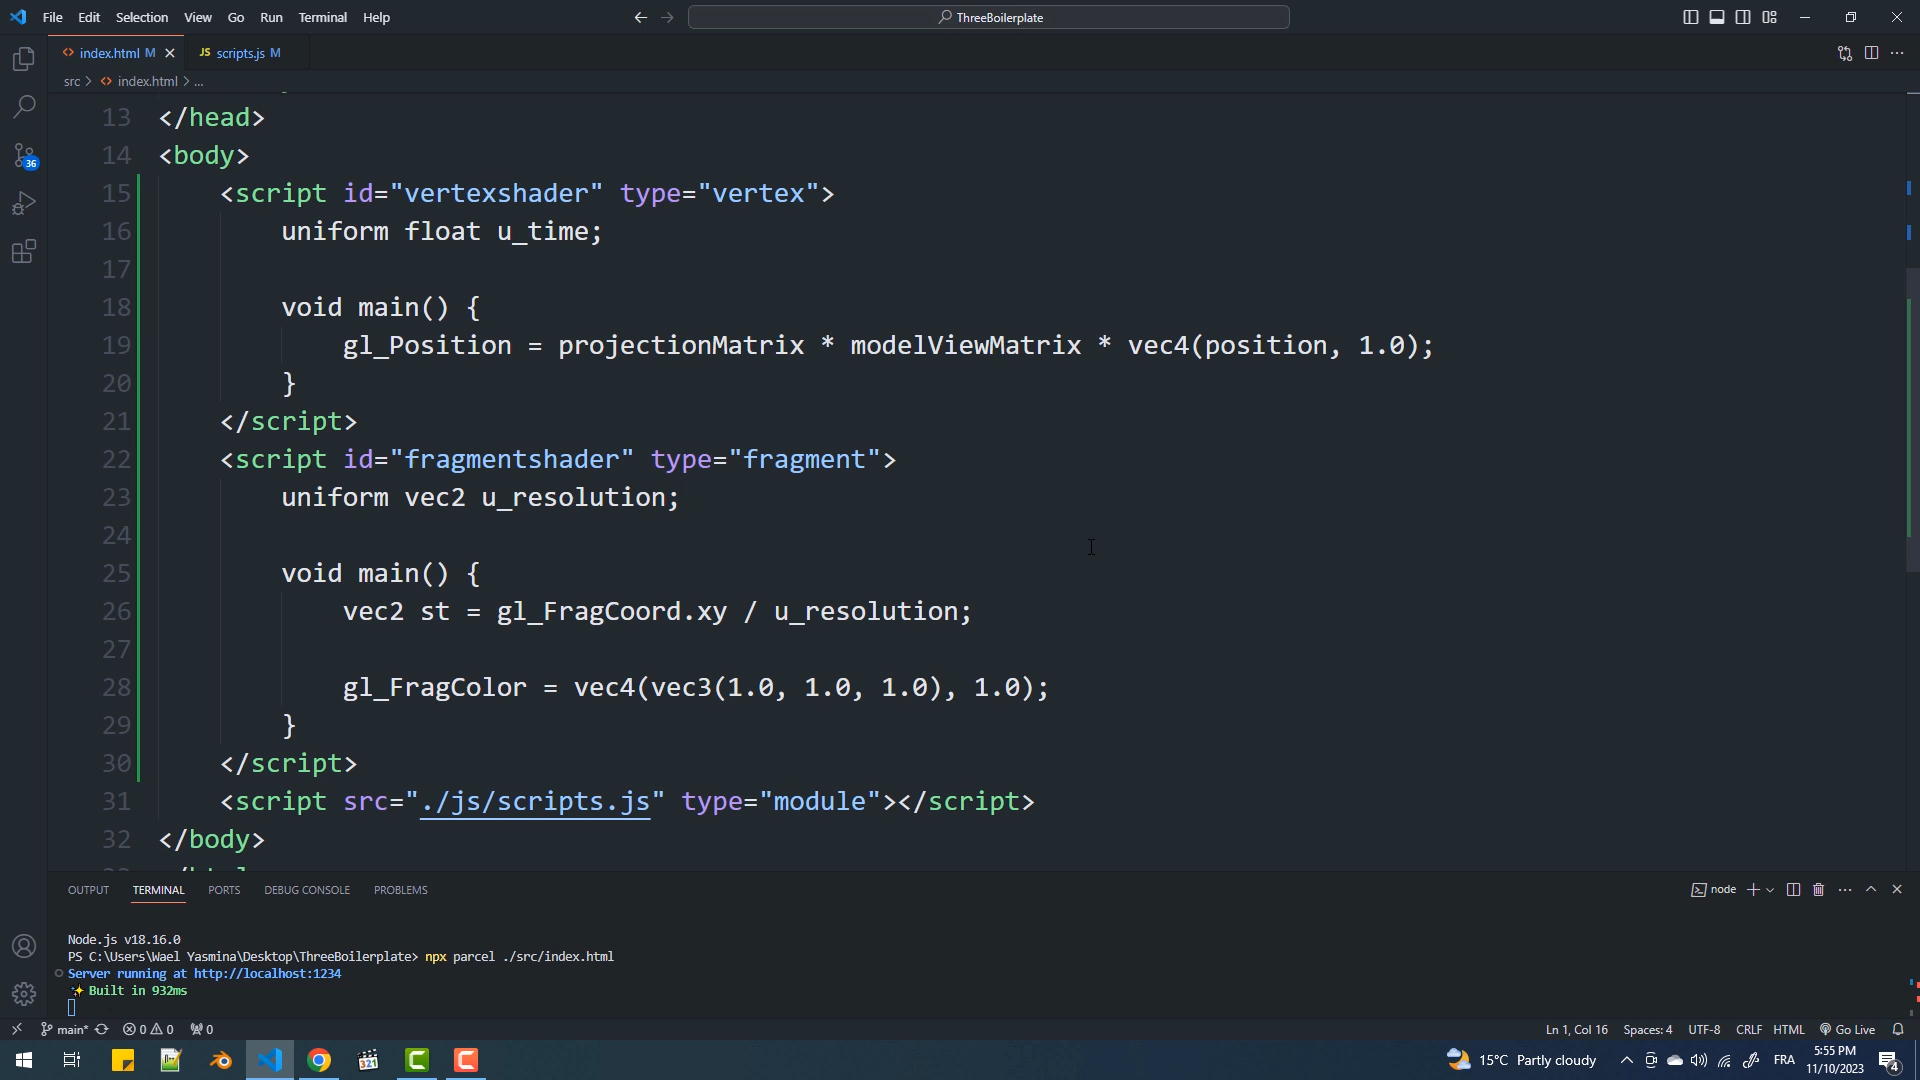 File Edit Selection View Go Run Terminal Help
ThreeBoilerplate
index.html M
JS scripts.js M
src > index.html > ...
36
13 </head>
14 <body>
15 <script id="vertexshader" type="vertex">
16 uniform float u_time;
17
18 void main() {
19 gl_Position = projectionMatrix * modelViewMatrix * vec4(position, 1.0);
20 }
21 </script>
22 <script id="fragmentshader" type="fragment">
23 uniform vec2 u_resolution;
24
25 void main() {
26 vec2 st = gl_FragCoord.xy / u_resolution;
27
28 gl_FragColor = vec4(vec3(1.0, 1.0, 1.0), 1.0);
29 }
30 </script>
31 <script src="./js/scripts.js" type="module"></script>
32 </body>
OUTPUT TERMINAL PORTS DEBUG CONSOLE PROBLEMS
node
Node.js v18.16.0
PS C:\Users\Wael Yasmina\Desktop\ThreeBoilerplate> npx parcel ./src/index.html
Server running at http://localhost:1234
Built in 932ms
main* 0 0 0
Ln 1, Col 16 Spaces: 4 UTF-8 CRLF HTML Go Live
321
15°C Partly cloudy
FRA
5:55 PM
11/10/2023
4